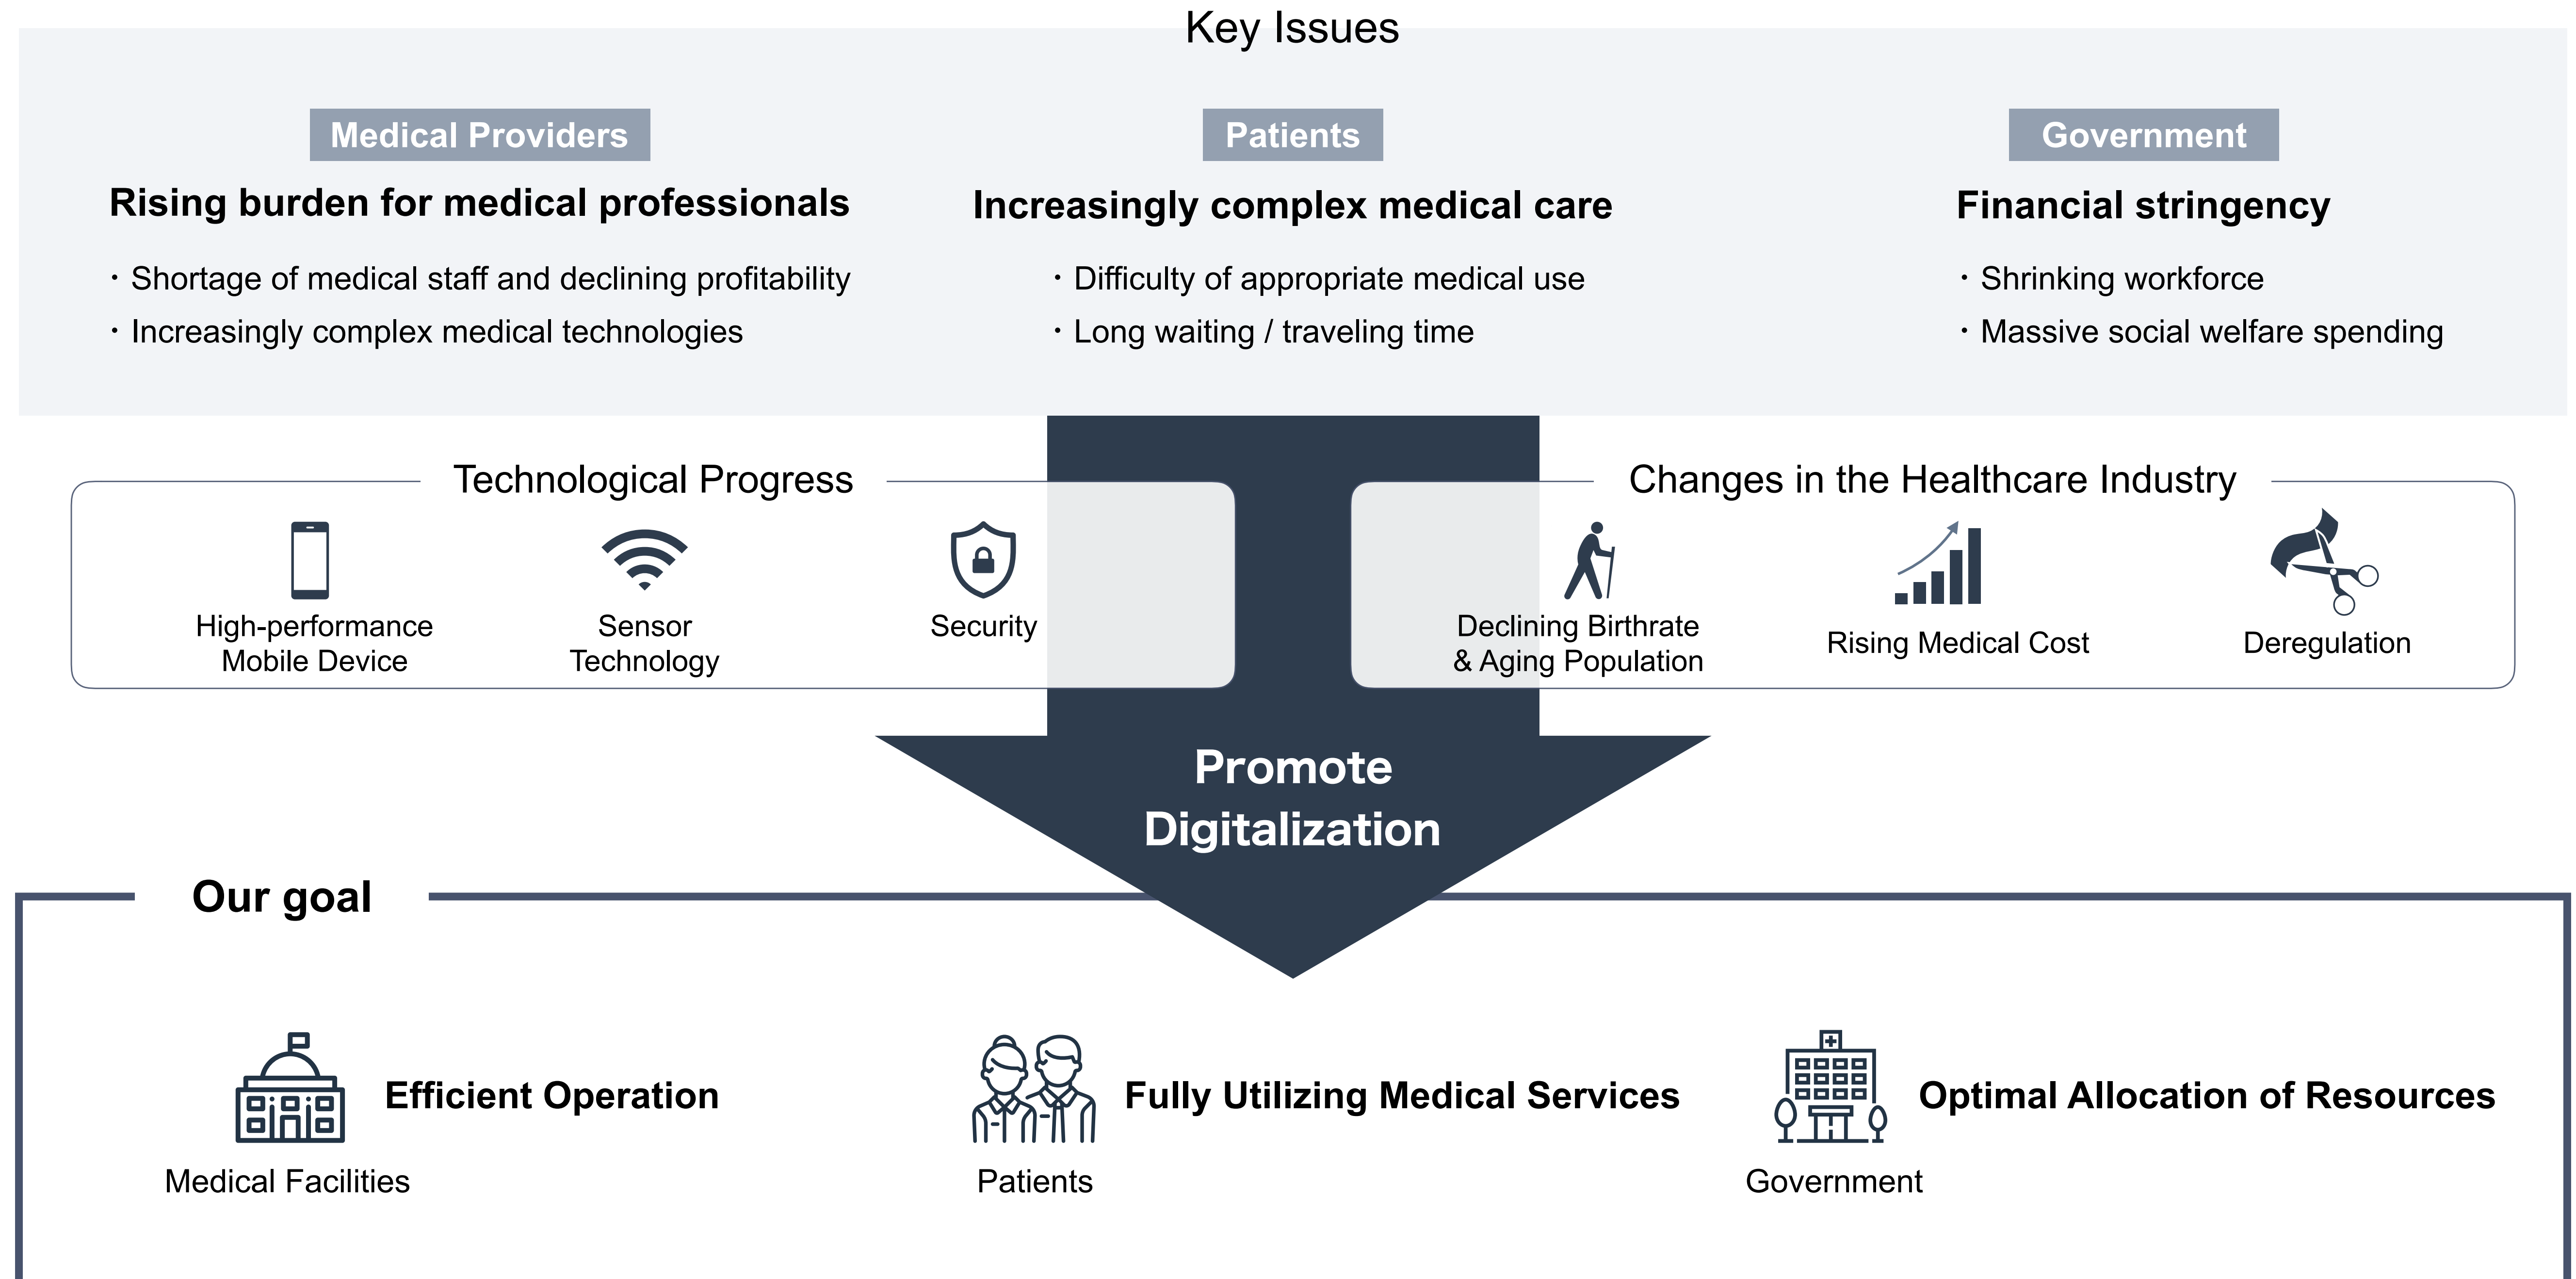 Key Issues
Medical Providers
Rising burden for medical professionals
・Shortage of medical staff and declining profitability
・Increasingly complex medical technologies
Patients
Increasingly complex medical care
・Difficulty of appropriate medical use
・Long waiting / traveling time
Government
Financial stringency
・Shrinking workforce
・Massive social welfare spending
Technological Progress
High-performance
Mobile Device
Sensor
Technology
Security
Changes in the Healthcare Industry
Declining Birthrate
& Aging Population
Rising Medical Cost
Deregulation
Promote
Digitalization
Our goal
Efficient Operation
Medical Facilities
Fully Utilizing Medical Services
Patients
Optimal Allocation of Resources
Government